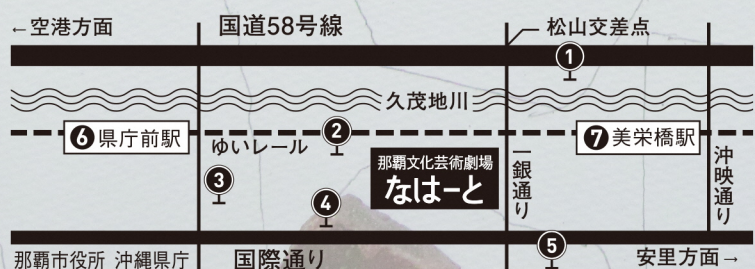 ←空港方面
国道58号線
松山交差点
1
久茂地川
6 県庁前駅
ゆいレール
2
7 美栄橋駅
3
那覇文化芸術劇場
なはーと
一銀通り
沖映通り
4
5
那覇市役所 沖縄県庁
国際通り
安里方面→